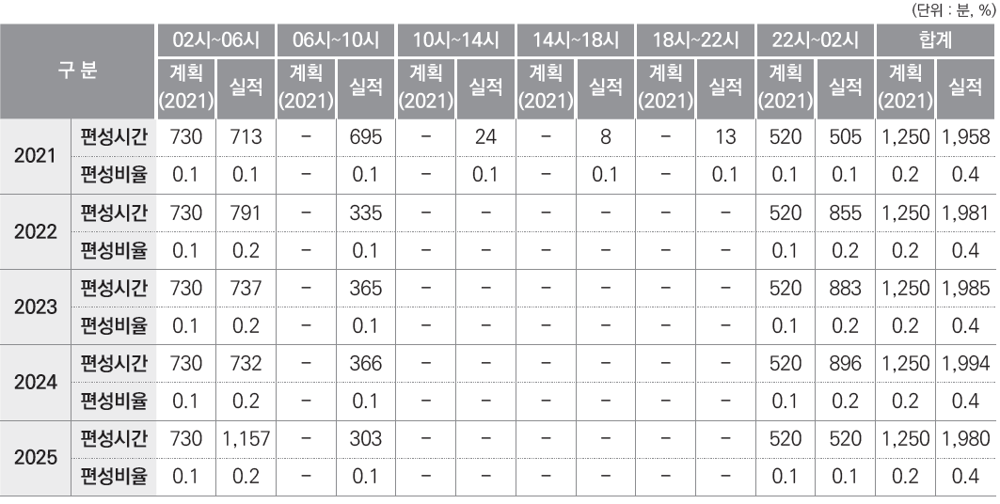 (단위 : 분, %)
구 분 02시~06시 06시~10시 10시~14시 14시~18시 18시~22시 22시~02시 합계
계획 (2021) 실적 계획 (2021) 실적 계획 (2021) 실적 계획 (2021) 실적 계획 (2021) 실적 계획 (2021) 실적 계획 (2021) 실적
2021 편성시간 730 713 – 695 – 24 – 8 – 13 520 505 1,250 1,958
편성비율 0.1 0.1 – 0.1 – 0.1 – 0.1 – 0.1 0.1 0.1 0.2 0.4
2022 편성시간 730 791 – 335 – – – – – – 520 855 1,250 1,981
편성비율 0.1 0.2 – 0.1 – – – – – – 0.1 0.2 0.2 0.4
2023 편성시간 730 737 – 365 – – – – – – 520 883 1,250 1,985
편성비율 0.1 0.2 – 0.1 – – – – – – 0.1 0.2 0.2 0.4
2024 편성시간 730 732 – 366 – – – – – – 520 896 1,250 1,994
편성비율 0.1 0.2 – 0.1 – – – – – – 0.1 0.2 0.2 0.4
2025 편성시간 730 1,157 – 303 – – – – – – 520 520 1,250 1,980
편성비율 0.1 0.2 – 0.1 – – – – – – 0.1 0.1 0.2 0.4